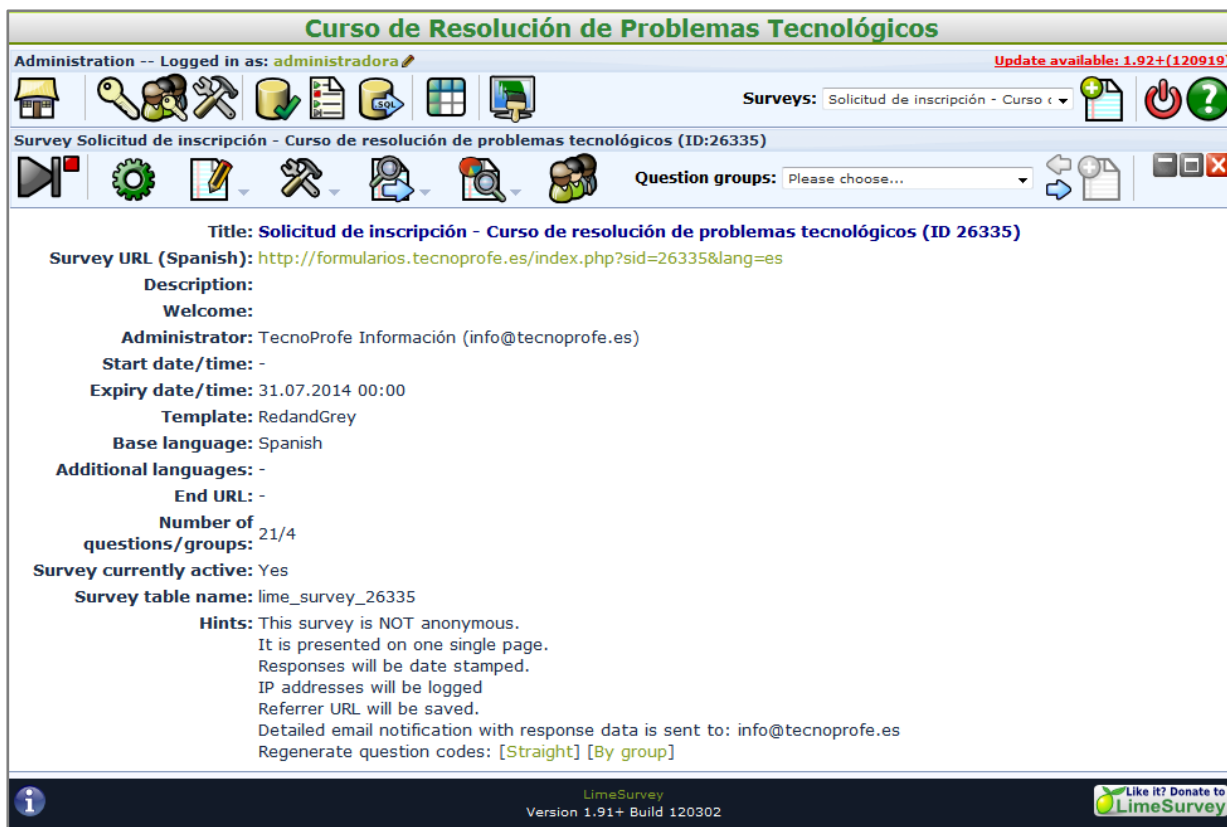 Curso de Resolución de Problemas Tecnológicos
Administration -- Logged in as: administradora
Update available: 1.92+(120919)
SQL
Surveys: Solicitud de inscripción - Curso
?
Survey Solicitud de inscripción - Curso de resolución de problemas tecnológicos (ID:26335)
Question groups: Please choose...
Title: Solicitud de inscripción - Curso de resolución de problemas tecnológicos (ID 26335)
Survey URL (Spanish): http://formularios.tecnoprofe.es/index.php?sid=26335&lang=es
Description:
Welcome:
Administrator: TecnoProfe Información (info@tecnoprofe.es)
Start date/time: -
Expiry date/time: 31.07.2014 00:00
Template: RedandGrey
Base language: Spanish
Additional languages: -
End URL: -
Number of questions/groups: 21/4
Survey currently active: Yes
Survey table name: lime_survey_26335
Hints: This survey is NOT anonymous.
It is presented on one single page.
Responses will be date stamped.
IP addresses will be logged
Referrer URL will be saved.
Detailed email notification with response data is sent to: info@tecnoprofe.es
Regenerate question codes: [Straight] [By group]
LimeSurvey
Version 1.91+ Build 120302
Like it? Donate to
LimeSurvey